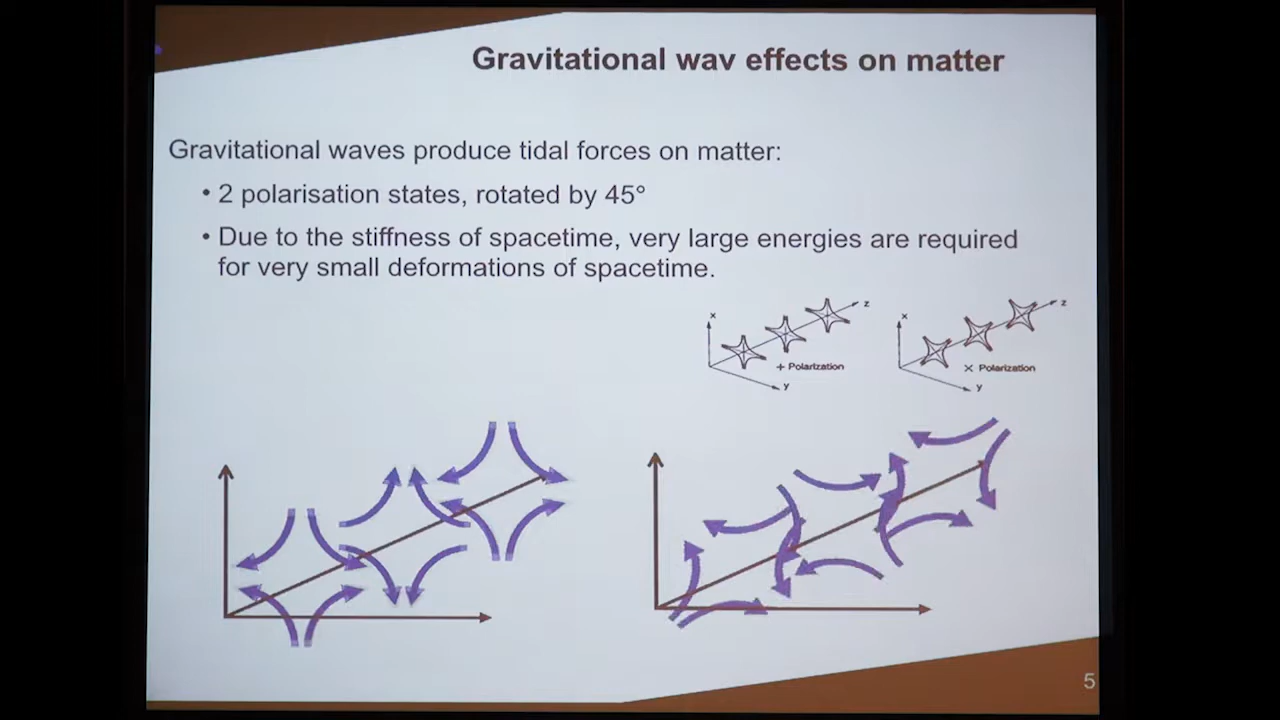 Gravitational wav effects on matter
Gravitational waves produce tidal forces on matter:
• 2 polarisation states, rotated by 45°
• Due to the stiffness of spacetime, very large energies are required
for very small deformations of spacetime.
x
z
y
+ Polarization
x
z
y
× Polarization
5